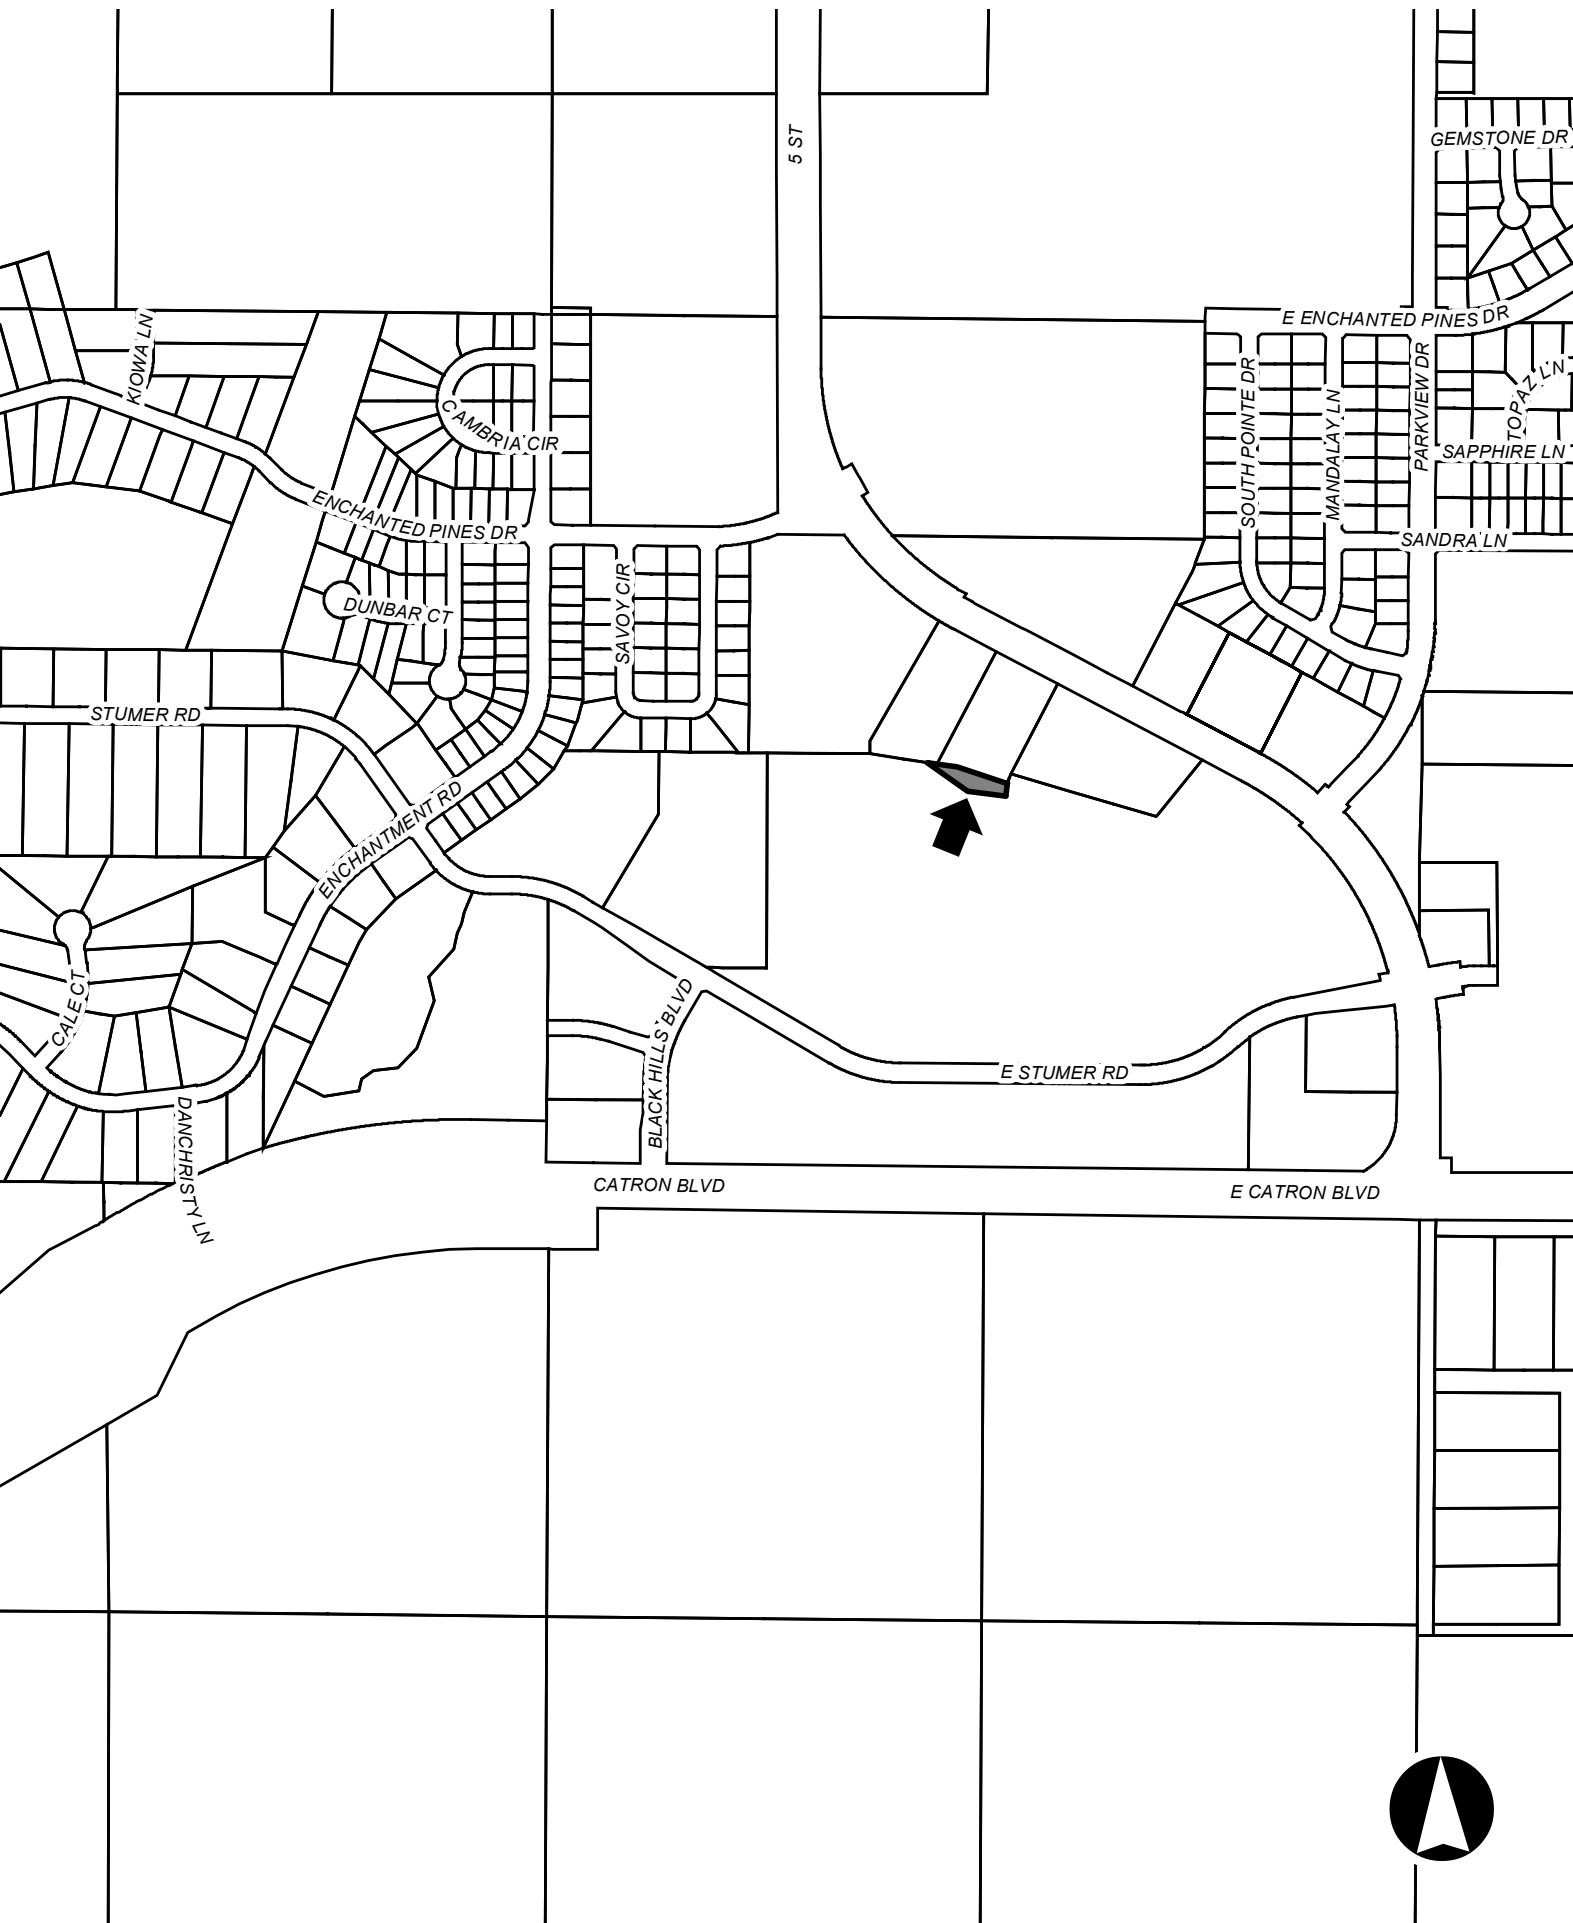 5 ST
GEMSTONE DR
KIOWA LN
E ENCHANTED PINES DR
SOUTH POINTE DR
MANDALAY LN
PARKVIEW DR
TOPAZ LN
CAMBRIA CIR
SAPPHIRE LN
ENCHANTED PINES DR
SANDRA LN
DUNBAR CT
SAVOY CIR
STUMER RD
ENCHANTMENT RD
CALE CT
BLACK HILLS BLVD
E STUMER RD
DANCHRISTY LN
CATRON BLVD
E CATRON BLVD